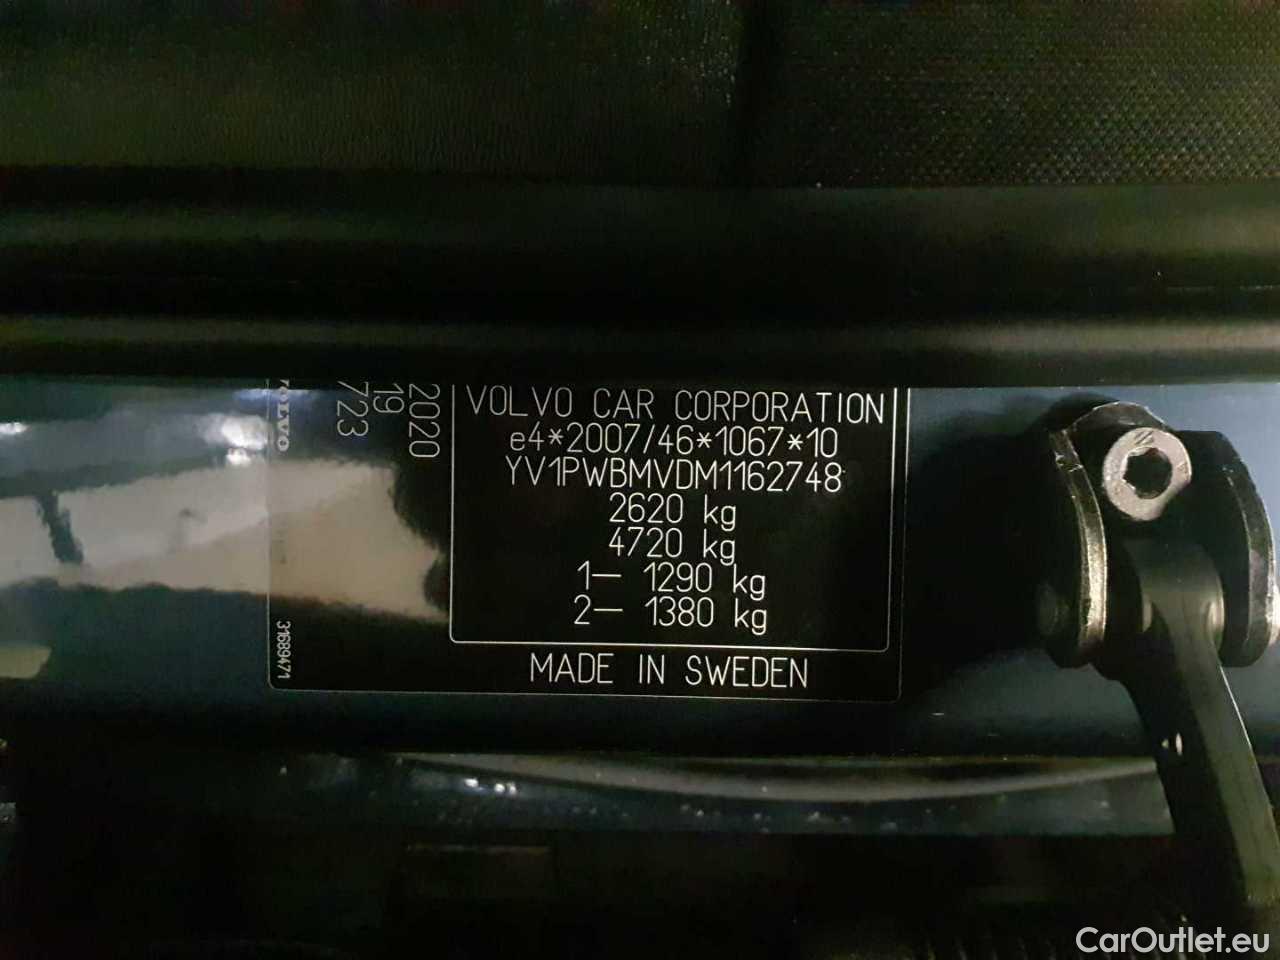 VOLVO CAR CORPORATION
e4*2007/46*1067*10
YV1PWBMVDM1162748
2620 kg
4720 kg
1— 1290 kg
2— 1380 kg
MADE IN SWEDEN
2020
19
723
VOLVO
31689471
CarOutlet.eu